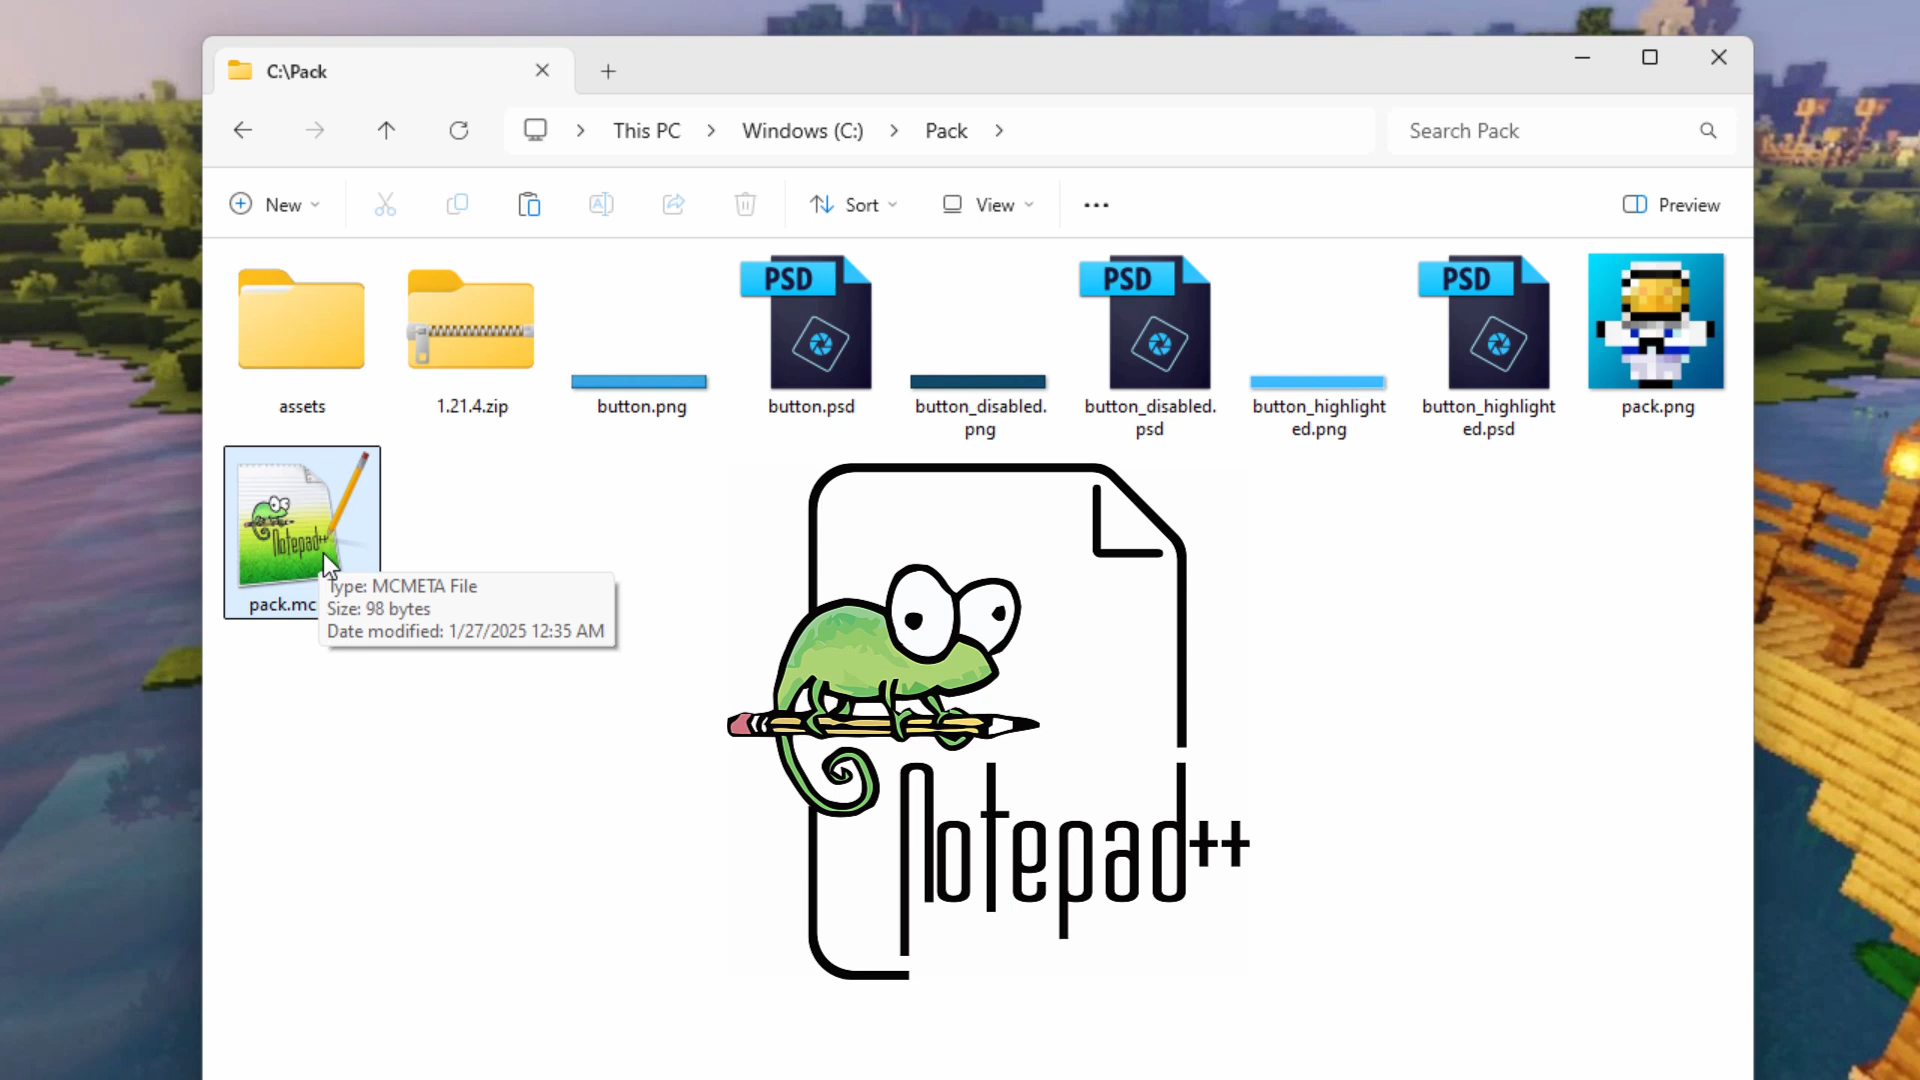 C:\Pack
This PC
Windows (C:)
Pack
Search Pack
New
Sort
View
Preview
PSD
PSD
PSD
assets
1.21.4.zip
button.png
button.psd
button_disabled.
png
button_disabled.
psd
button_highlight
ed.png
button_highlight
ed.psd
pack.png
Notepad++
pack.mc
Type: MCMETA File
Size: 98 bytes
Date modified: 1/27/2025 12:35 AM
Notepad++